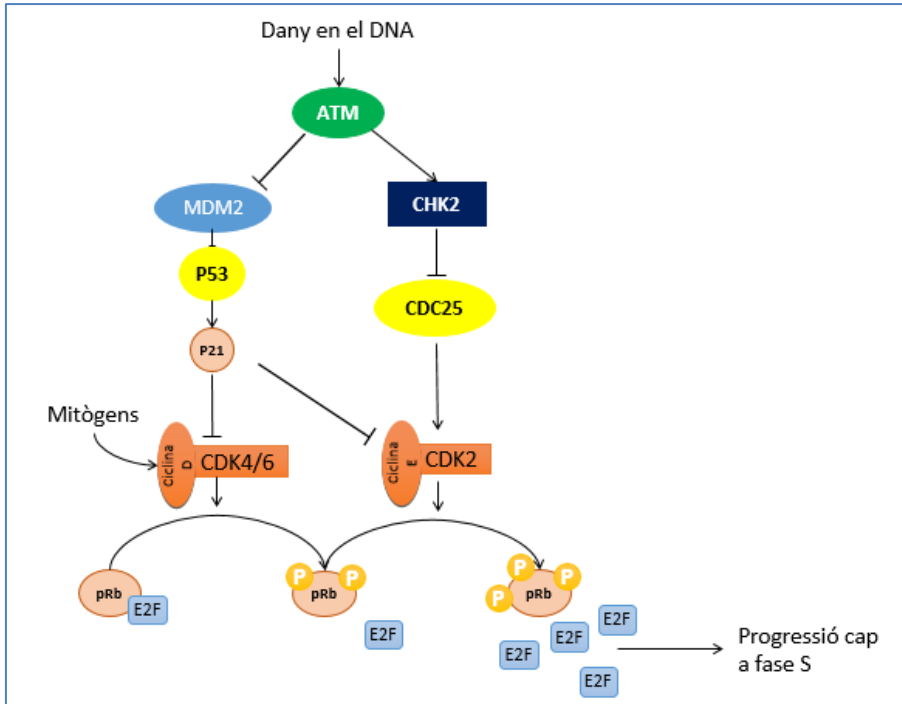 Dany en el DNA
ATM
MDM2
CHK2
P53
CDC25
P21
Mitògens
Ciclina
D
CDK4/6
Ciclina
E
CDK2
pRb
E2F
P
P
pRb
E2F
P
P
P
pRb
E2F
E2F
E2F
E2F
Progressió cap
a fase S